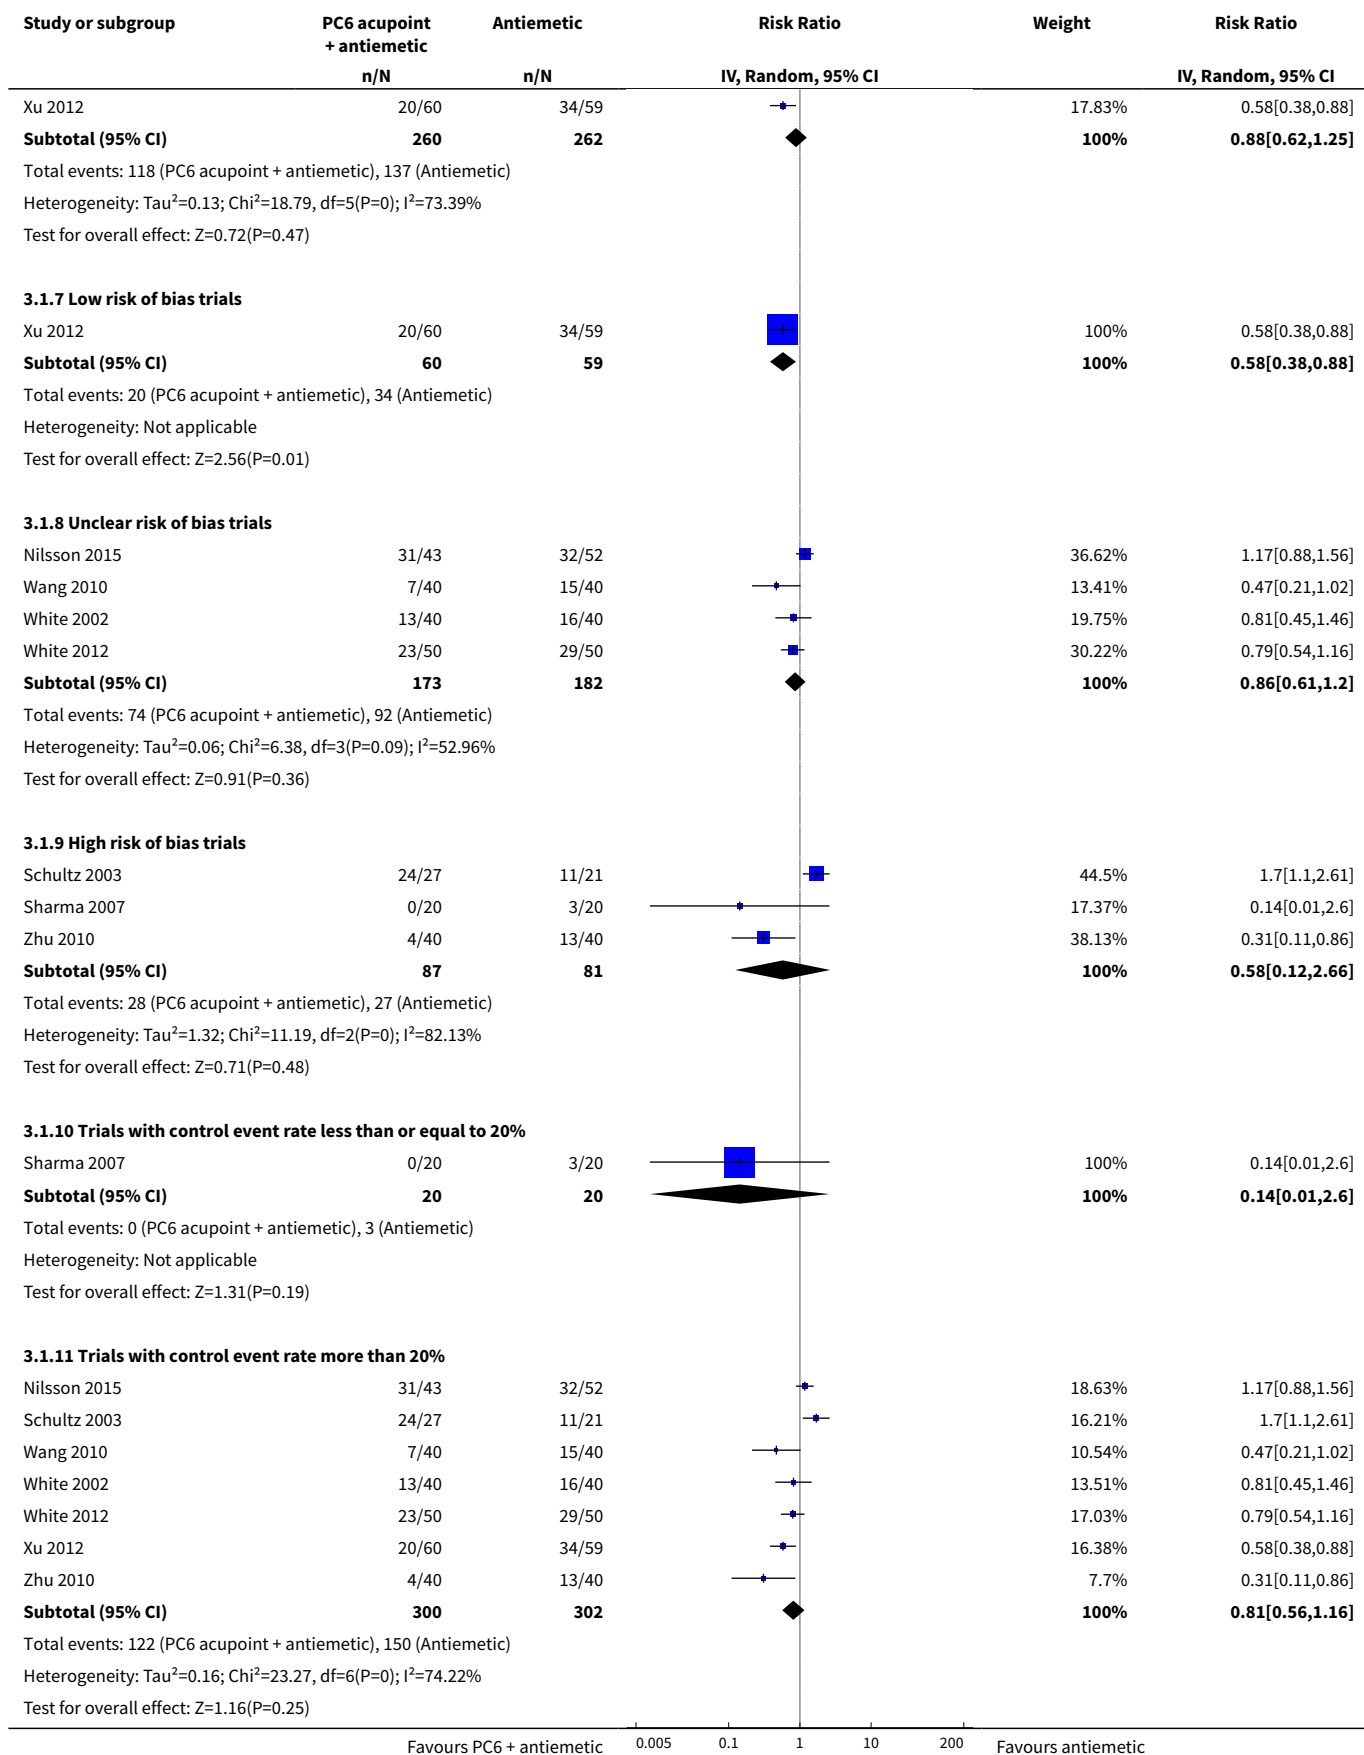 Study or subgroup PC6 acupoint + antiemetic Antiemetic Risk Ratio Weight Risk Ratio
n/N n/N IV, Random, 95% CI IV, Random, 95% CI
Xu 2012 20/60 34/59 17.83% 0.58[0.38,0.88]
Subtotal (95% CI) 260 262 100% 0.88[0.62,1.25]
Total events: 118 (PC6 acupoint + antiemetic), 137 (Antiemetic)
Heterogeneity: Tau²=0.13; Chi²=18.79, df=5(P=0); I²=73.39%
Test for overall effect: Z=0.72(P=0.47)
3.1.7 Low risk of bias trials
Xu 2012 20/60 34/59 100% 0.58[0.38,0.88]
Subtotal (95% CI) 60 59 100% 0.58[0.38,0.88]
Total events: 20 (PC6 acupoint + antiemetic), 34 (Antiemetic)
Heterogeneity: Not applicable
Test for overall effect: Z=2.56(P=0.01)
3.1.8 Unclear risk of bias trials
Nilsson 2015 31/43 32/52 36.62% 1.17[0.88,1.56]
Wang 2010 7/40 15/40 13.41% 0.47[0.21,1.02]
White 2002 13/40 16/40 19.75% 0.81[0.45,1.46]
White 2012 23/50 29/50 30.22% 0.79[0.54,1.16]
Subtotal (95% CI) 173 182 100% 0.86[0.61,1.2]
Total events: 74 (PC6 acupoint + antiemetic), 92 (Antiemetic)
Heterogeneity: Tau²=0.06; Chi²=6.38, df=3(P=0.09); I²=52.96%
Test for overall effect: Z=0.91(P=0.36)
3.1.9 High risk of bias trials
Schultz 2003 24/27 11/21 44.5% 1.7[1.1,2.61]
Sharma 2007 0/20 3/20 17.37% 0.14[0.01,2.6]
Zhu 2010 4/40 13/40 38.13% 0.31[0.11,0.86]
Subtotal (95% CI) 87 81 100% 0.58[0.12,2.66]
Total events: 28 (PC6 acupoint + antiemetic), 27 (Antiemetic)
Heterogeneity: Tau²=1.32; Chi²=11.19, df=2(P=0); I²=82.13%
Test for overall effect: Z=0.71(P=0.48)
3.1.10 Trials with control event rate less than or equal to 20%
Sharma 2007 0/20 3/20 100% 0.14[0.01,2.6]
Subtotal (95% CI) 20 20 100% 0.14[0.01,2.6]
Total events: 0 (PC6 acupoint + antiemetic), 3 (Antiemetic)
Heterogeneity: Not applicable
Test for overall effect: Z=1.31(P=0.19)
3.1.11 Trials with control event rate more than 20%
Nilsson 2015 31/43 32/52 18.63% 1.17[0.88,1.56]
Schultz 2003 24/27 11/21 16.21% 1.7[1.1,2.61]
Wang 2010 7/40 15/40 10.54% 0.47[0.21,1.02]
White 2002 13/40 16/40 13.51% 0.81[0.45,1.46]
White 2012 23/50 29/50 17.03% 0.79[0.54,1.16]
Xu 2012 20/60 34/59 16.38% 0.58[0.38,0.88]
Zhu 2010 4/40 13/40 7.7% 0.31[0.11,0.86]
Subtotal (95% CI) 300 302 100% 0.81[0.56,1.16]
Total events: 122 (PC6 acupoint + antiemetic), 150 (Antiemetic)
Heterogeneity: Tau²=0.16; Chi²=23.27, df=6(P=0); I²=74.22%
Test for overall effect: Z=1.16(P=0.25)
Favours PC6 + antiemetic 0.005 0.1 1 10 200 Favours antiemetic